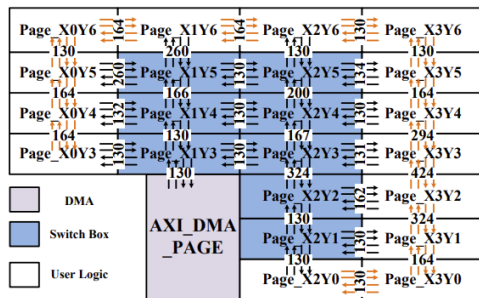 Page_X0Y6 164 Page_X1Y6 164 Page_X2Y6 130 Page_X3Y6
130 260 130 130
Page_X0Y5 260 Page_X1Y5 130 Page_X2Y5 134 Page_X3Y5
164 166 200 164
Page_X0Y4 132 Page_X1Y4 130 Page_X2Y4 130 Page_X3Y4
164 130 167 294
Page_X0Y3 130 Page_X1Y3 130 Page_X2Y3 131 Page_X3Y3
130 324 424
DMA AXI_DMA Page_X2Y2 162 Page_X3Y2
_PAGE 130 324
Switch Box Page_X2Y1 130 Page_X3Y1
130 164
User Logic Page_X2Y0 130 Page_X3Y0